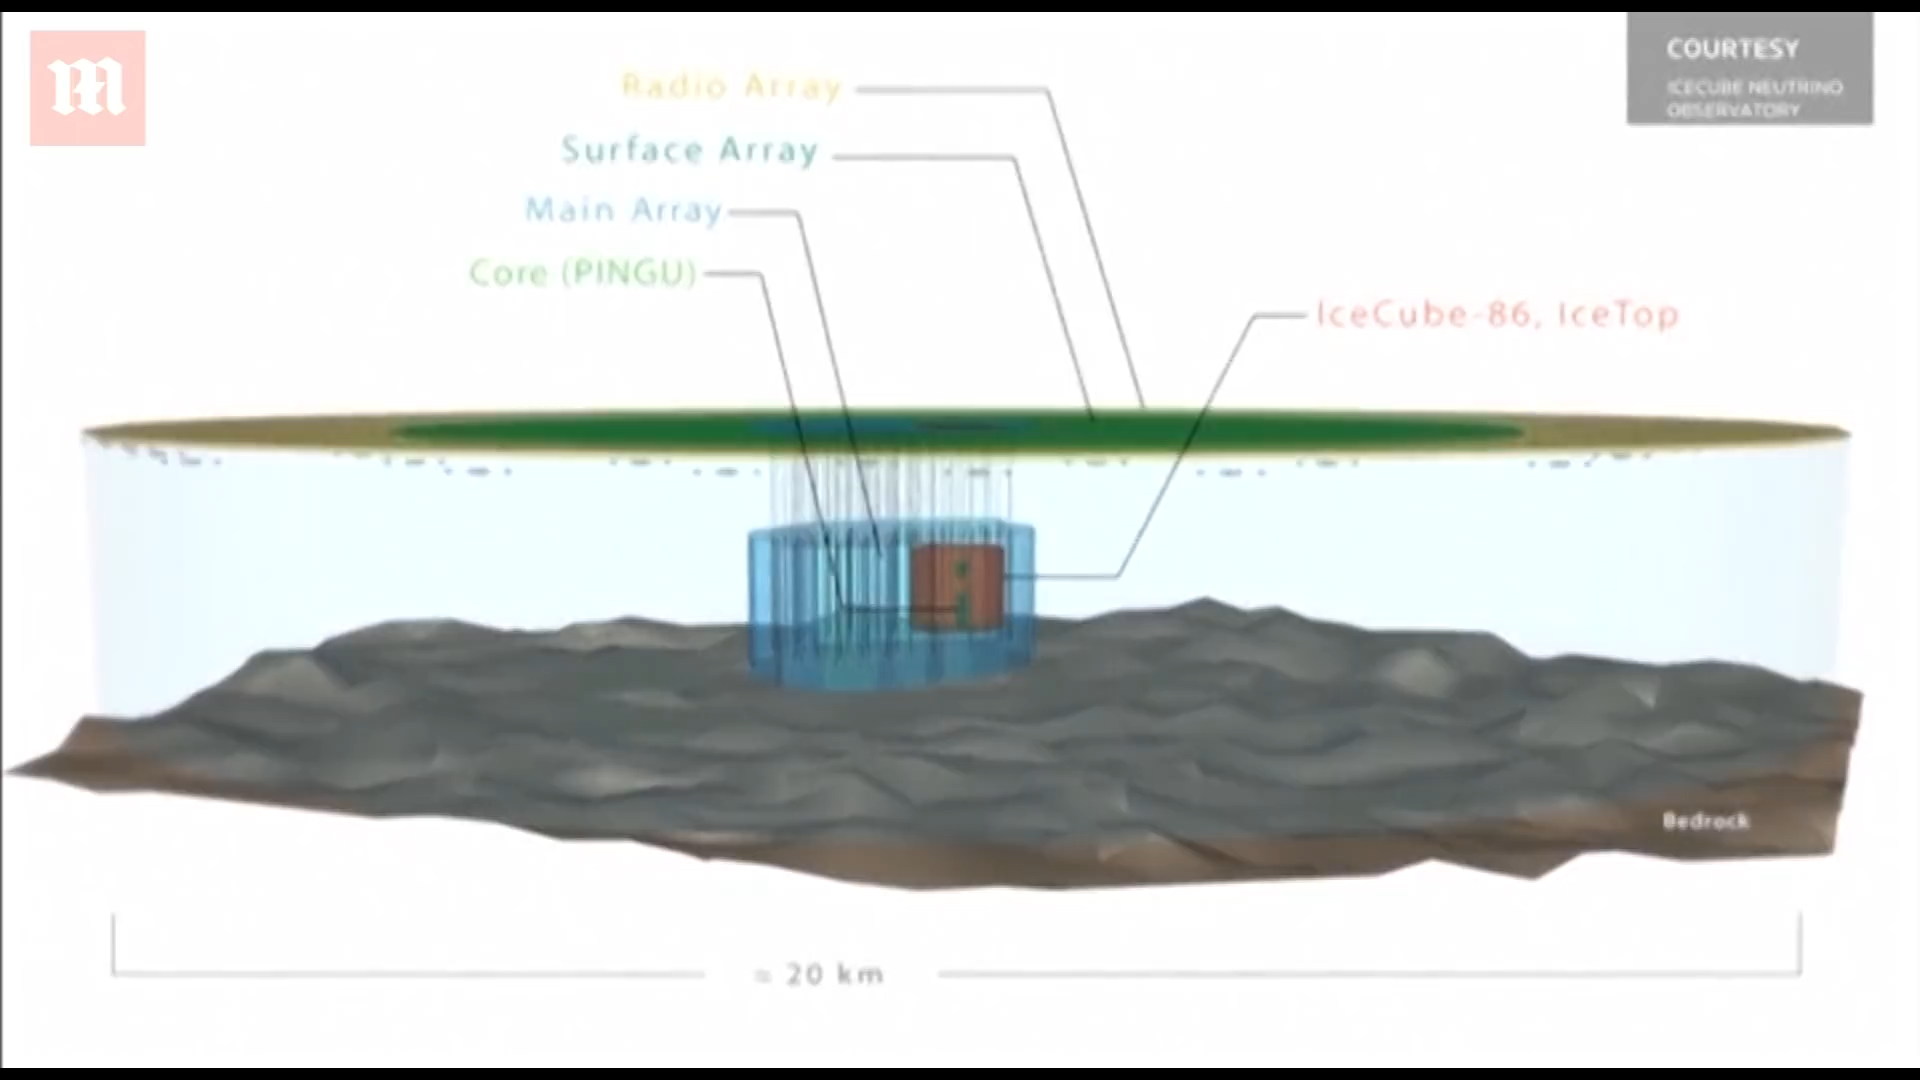 COURTESY
ICECUBE NEUTRINO
OBSERVATORY
Radio Array
Surface Array
Main Array
Core (PINGU)
IceCube-86, IceTop
Bedrock
≈ 20 km